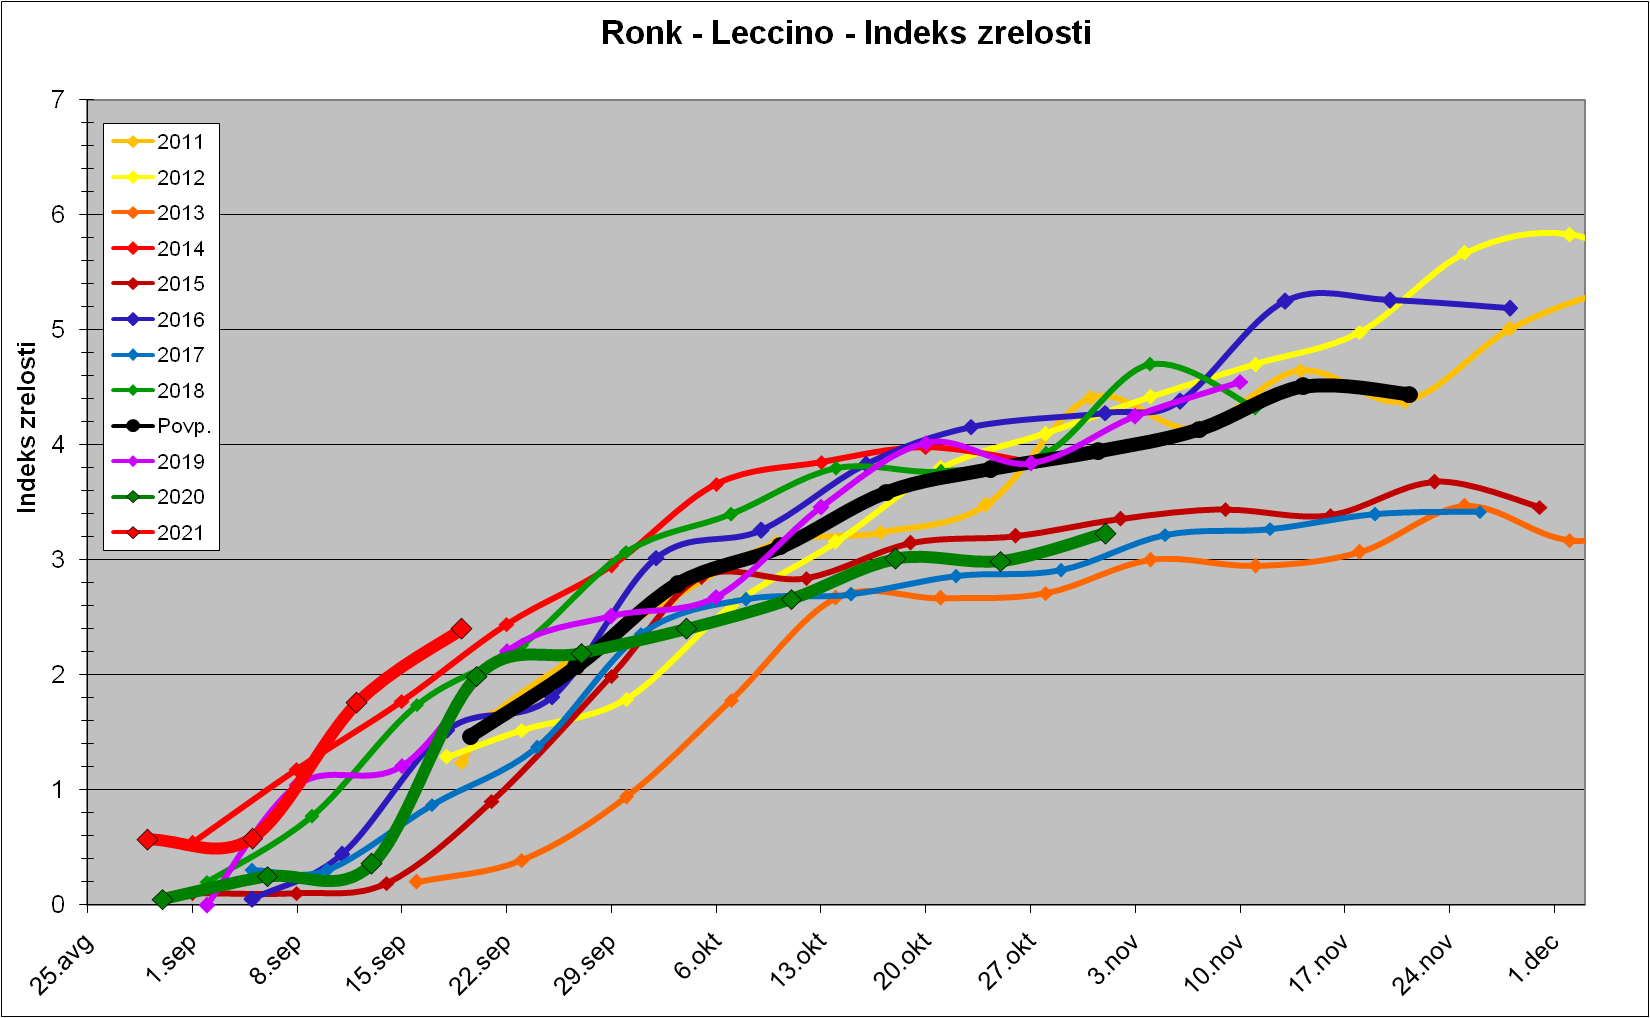 Ronk - Leccino - Indeks zrelosti
Indeks zrelosti
7
6
5
4
3
2
1
0
2011
2012
2013
2014
2015
2016
2017
2018
Povp.
2019
2020
2021
25.avg
1.sep
8.sep
15.sep
22.sep
29.sep
6.okt
13.okt
20.okt
27.okt
3.nov
10.nov
17.nov
24.nov
1.dec